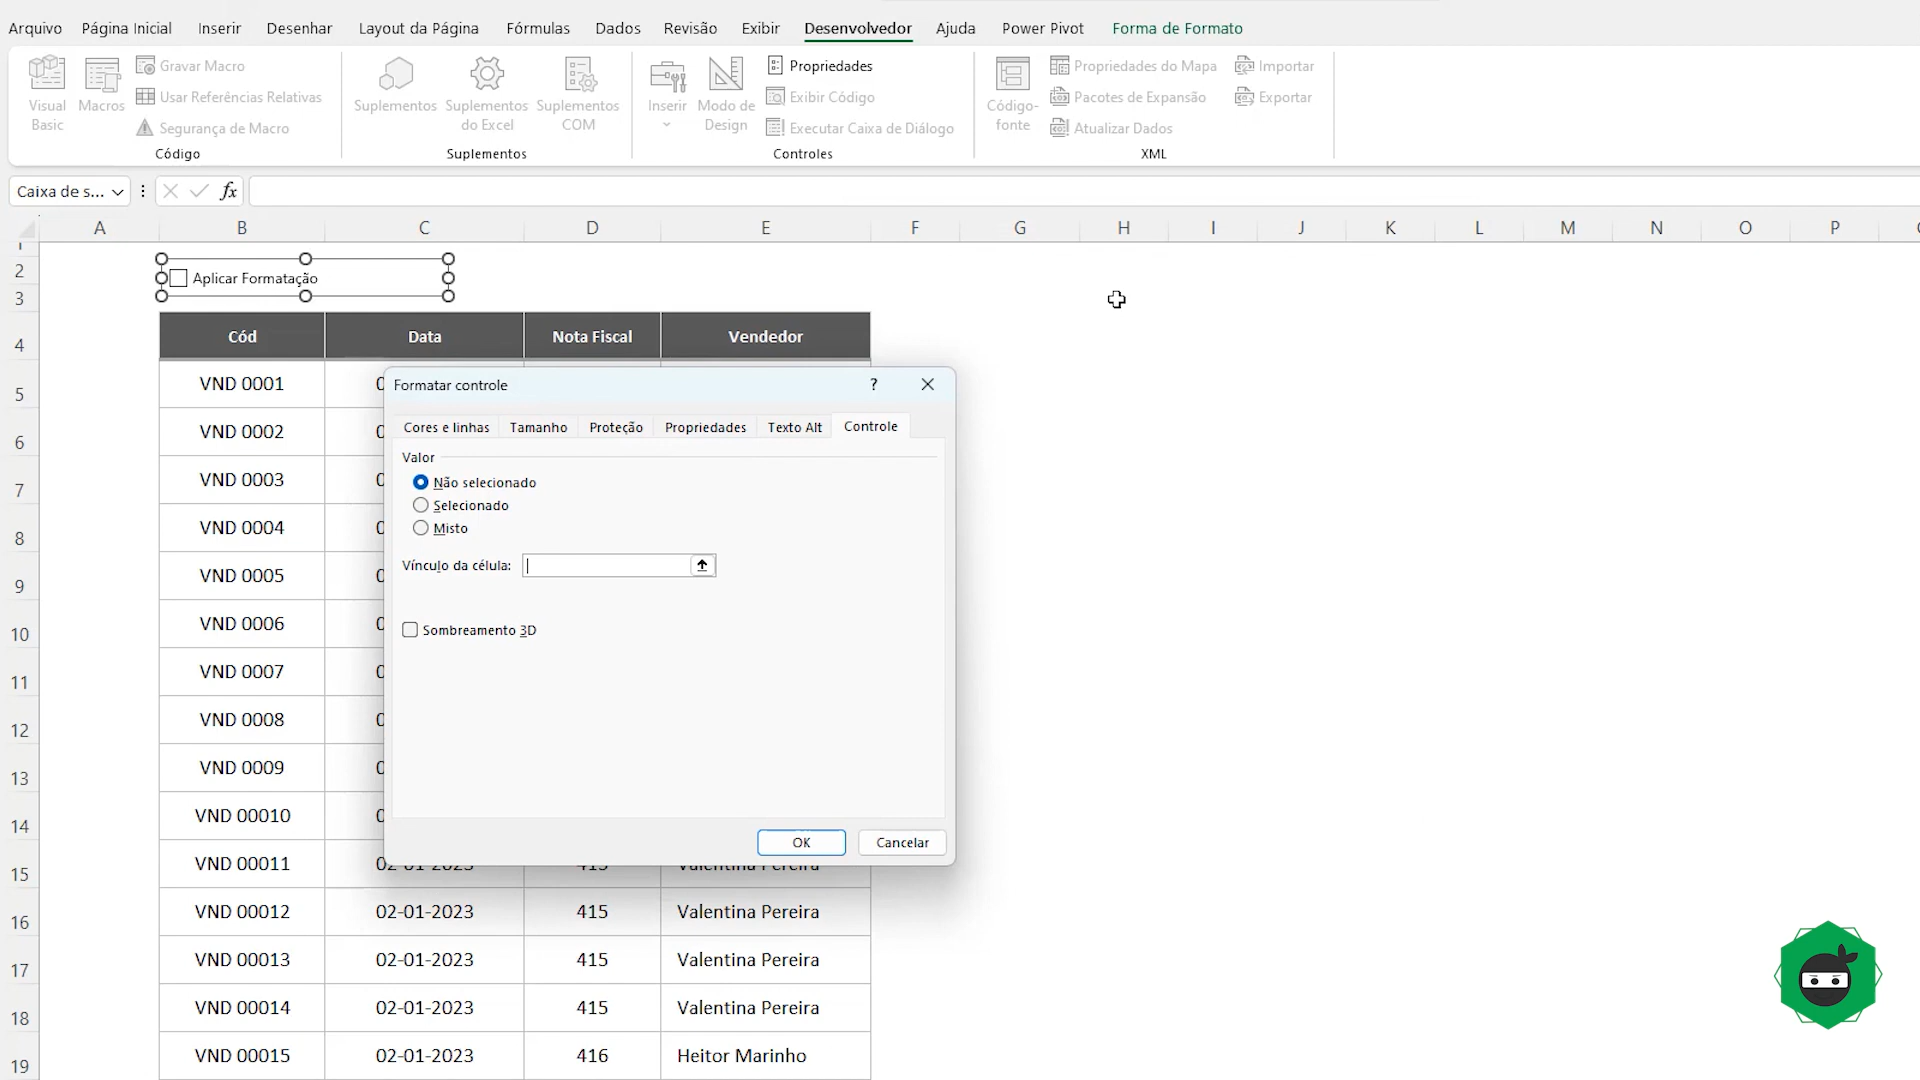 Arquivo Página Inicial Inserir Desenhar Layout da Página Fórmulas Dados Revisão Exibir Desenvolvedor Ajuda Power Pivot Forma de Formato
Visual Basic
Macros
Gravar Macro
Usar Referências Relativas
Segurança de Macro
Código
Suplementos
Suplementos do Excel
Suplementos COM
Suplementos
Inserir
Modo de Design
Propriedades
Exibir Código
Executar Caixa de Diálogo
Controles
Código-fonte
Propriedades do Mapa
Pacotes de Expansão
Atualizar Dados
Importar
Exportar
XML
Caixa de s... fx
A B C D E F G H I J K L M N O P
2 Aplicar Formatação
3
4 Cód Data Nota Fiscal Vendedor
5 VND 0001
6 VND 0002
7 VND 0003
8 VND 0004
9 VND 0005
10 VND 0006
11 VND 0007
12 VND 0008
13 VND 0009
14 VND 00010
15 VND 00011 02-01-2023 415 Valentina Pereira
16 VND 00012 02-01-2023 415 Valentina Pereira
17 VND 00013 02-01-2023 415 Valentina Pereira
18 VND 00014 02-01-2023 415 Valentina Pereira
19 VND 00015 02-01-2023 416 Heitor Marinho
Formatar controle ?
Cores e linhas Tamanho Proteção Propriedades Texto Alt Controle
Valor
Não selecionado
Selecionado
Misto
Vínculo da célula:
Sombreamento 3D
OK Cancelar